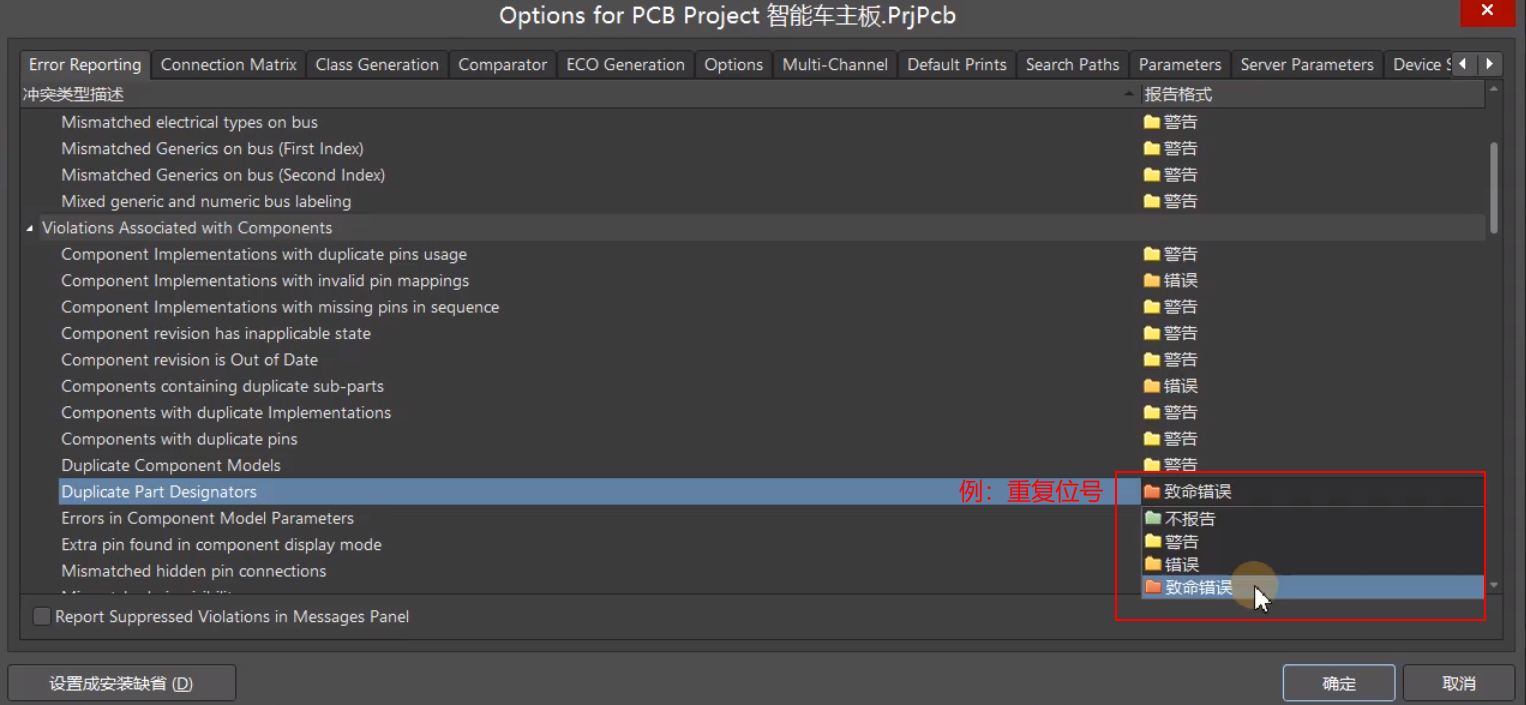 Options for PCB Project 智能车主板.PrjPcb
Error Reporting Connection Matrix Class Generation Comparator ECO Generation Options Multi-Channel Default Prints Search Paths Parameters Server Parameters Device S
冲突类型描述 报告格式
Mismatched electrical types on bus 警告
Mismatched Generics on bus (First Index) 警告
Mismatched Generics on bus (Second Index) 警告
Mixed generic and numeric bus labeling 警告
Violations Associated with Components
Component Implementations with duplicate pins usage 警告
Component Implementations with invalid pin mappings 错误
Component Implementations with missing pins in sequence 警告
Component revision has inapplicable state 警告
Component revision is Out of Date 警告
Components containing duplicate sub-parts 错误
Components with duplicate Implementations 警告
Components with duplicate pins 警告
Duplicate Component Models 警告
Duplicate Part Designators 例：重复位号 致命错误
Errors in Component Model Parameters 不报告
Extra pin found in component display mode 警告
Mismatched hidden pin connections 错误
致命错误
Report Suppressed Violations in Messages Panel
设置成安装缺省 (D) 确定 取消